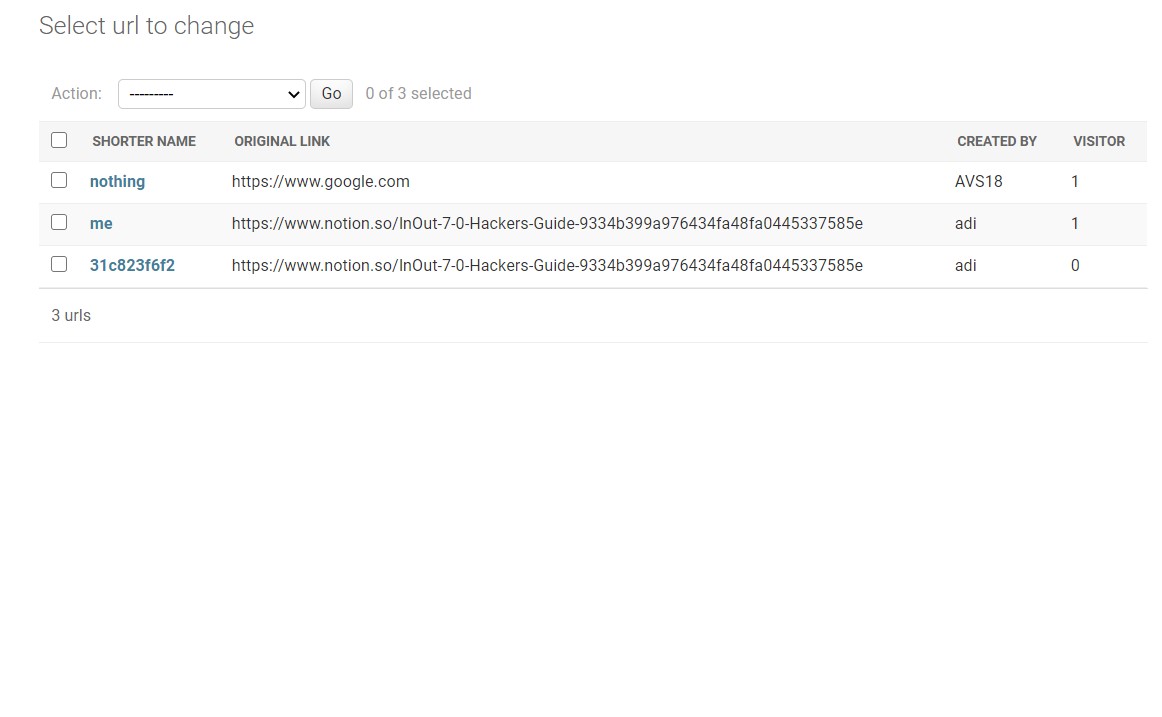 Select url to change
Action: --------- Go 0 of 3 selected
SHORTER NAME ORIGINAL LINK CREATED BY VISITOR
nothing https://www.google.com AVS18 1
me https://www.notion.so/InOut-7-0-Hackers-Guide-9334b399a976434fa48fa0445337585e adi 1
31c823f6f2 https://www.notion.so/InOut-7-0-Hackers-Guide-9334b399a976434fa48fa0445337585e adi 0
3 urls